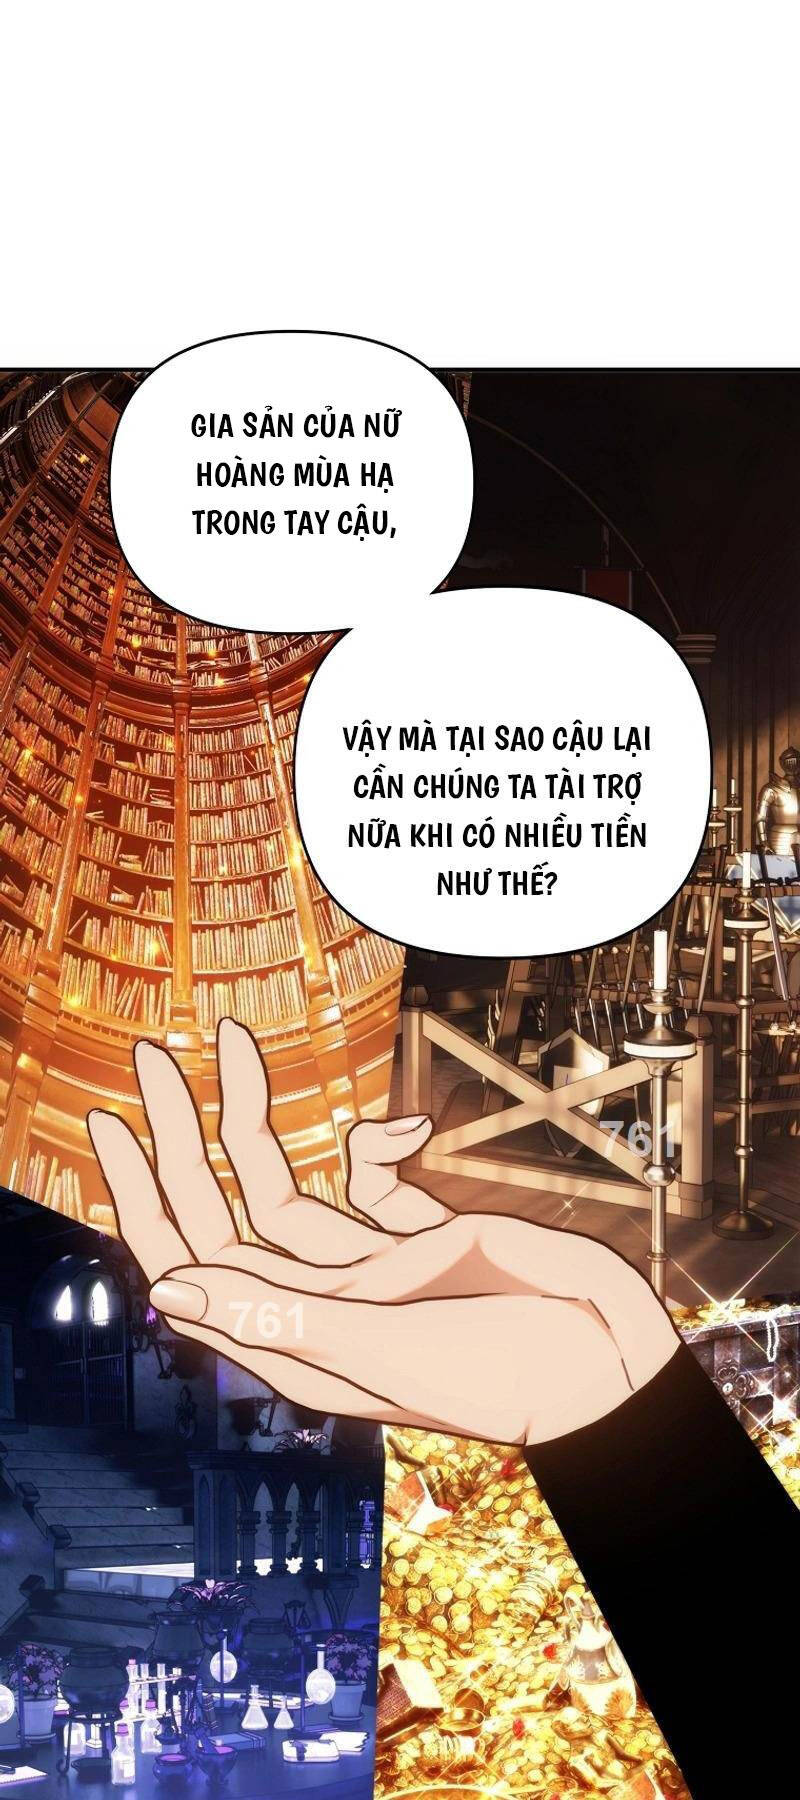 GIA SẢN CỦA NỮ
HOÀNG MÙA HẠ
TRONG TAY CẬU,
VẬY MÀ TẠI SAO CẬU LẠI
CẦN CHÚNG TA TÀI TRỢ
NỮA KHI CÓ NHIỀU TIỀN
NHƯ THẾ?
761
761